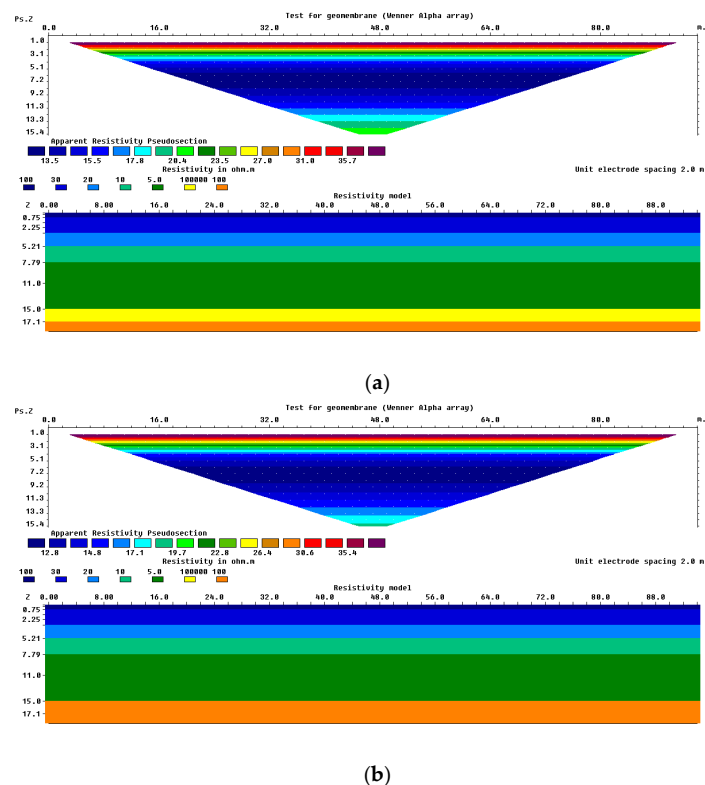 Test for geomembrane (Wenner Alpha array)
Ps.Z 0.0 16.0 32.0 48.0 64.0 80.0 m.
1.0
3.1
5.1
7.2
9.2
11.3
13.3
15.4
Apparent Resistivity Pseudosection
13.5 15.5 17.8 20.4 23.5 27.0 31.0 35.7
Resistivity in ohm.m Unit electrode spacing 2.0 m
100 30 20 10 5.0 100000 100
Resistivity model
Z 0.00 8.00 16.0 24.0 32.0 40.0 48.0 56.0 64.0 72.0 80.0 88.0
0.75
2.25
5.21
7.79
11.0
15.0
17.1
(a)
Test for geomembrane (Wenner Alpha array)
Ps.Z 0.0 16.0 32.0 48.0 64.0 80.0 m.
1.0
3.1
5.1
7.2
9.2
11.3
13.3
15.4
Apparent Resistivity Pseudosection
12.8 14.8 17.1 19.7 22.8 26.4 30.6 35.4
Resistivity in ohm.m Unit electrode spacing 2.0 m
100 30 20 10 5.0 100000 100
Resistivity model
Z 0.00 8.00 16.0 24.0 32.0 40.0 48.0 56.0 64.0 72.0 80.0 88.0
0.75
2.25
5.21
7.79
11.0
15.0
17.1
(b)